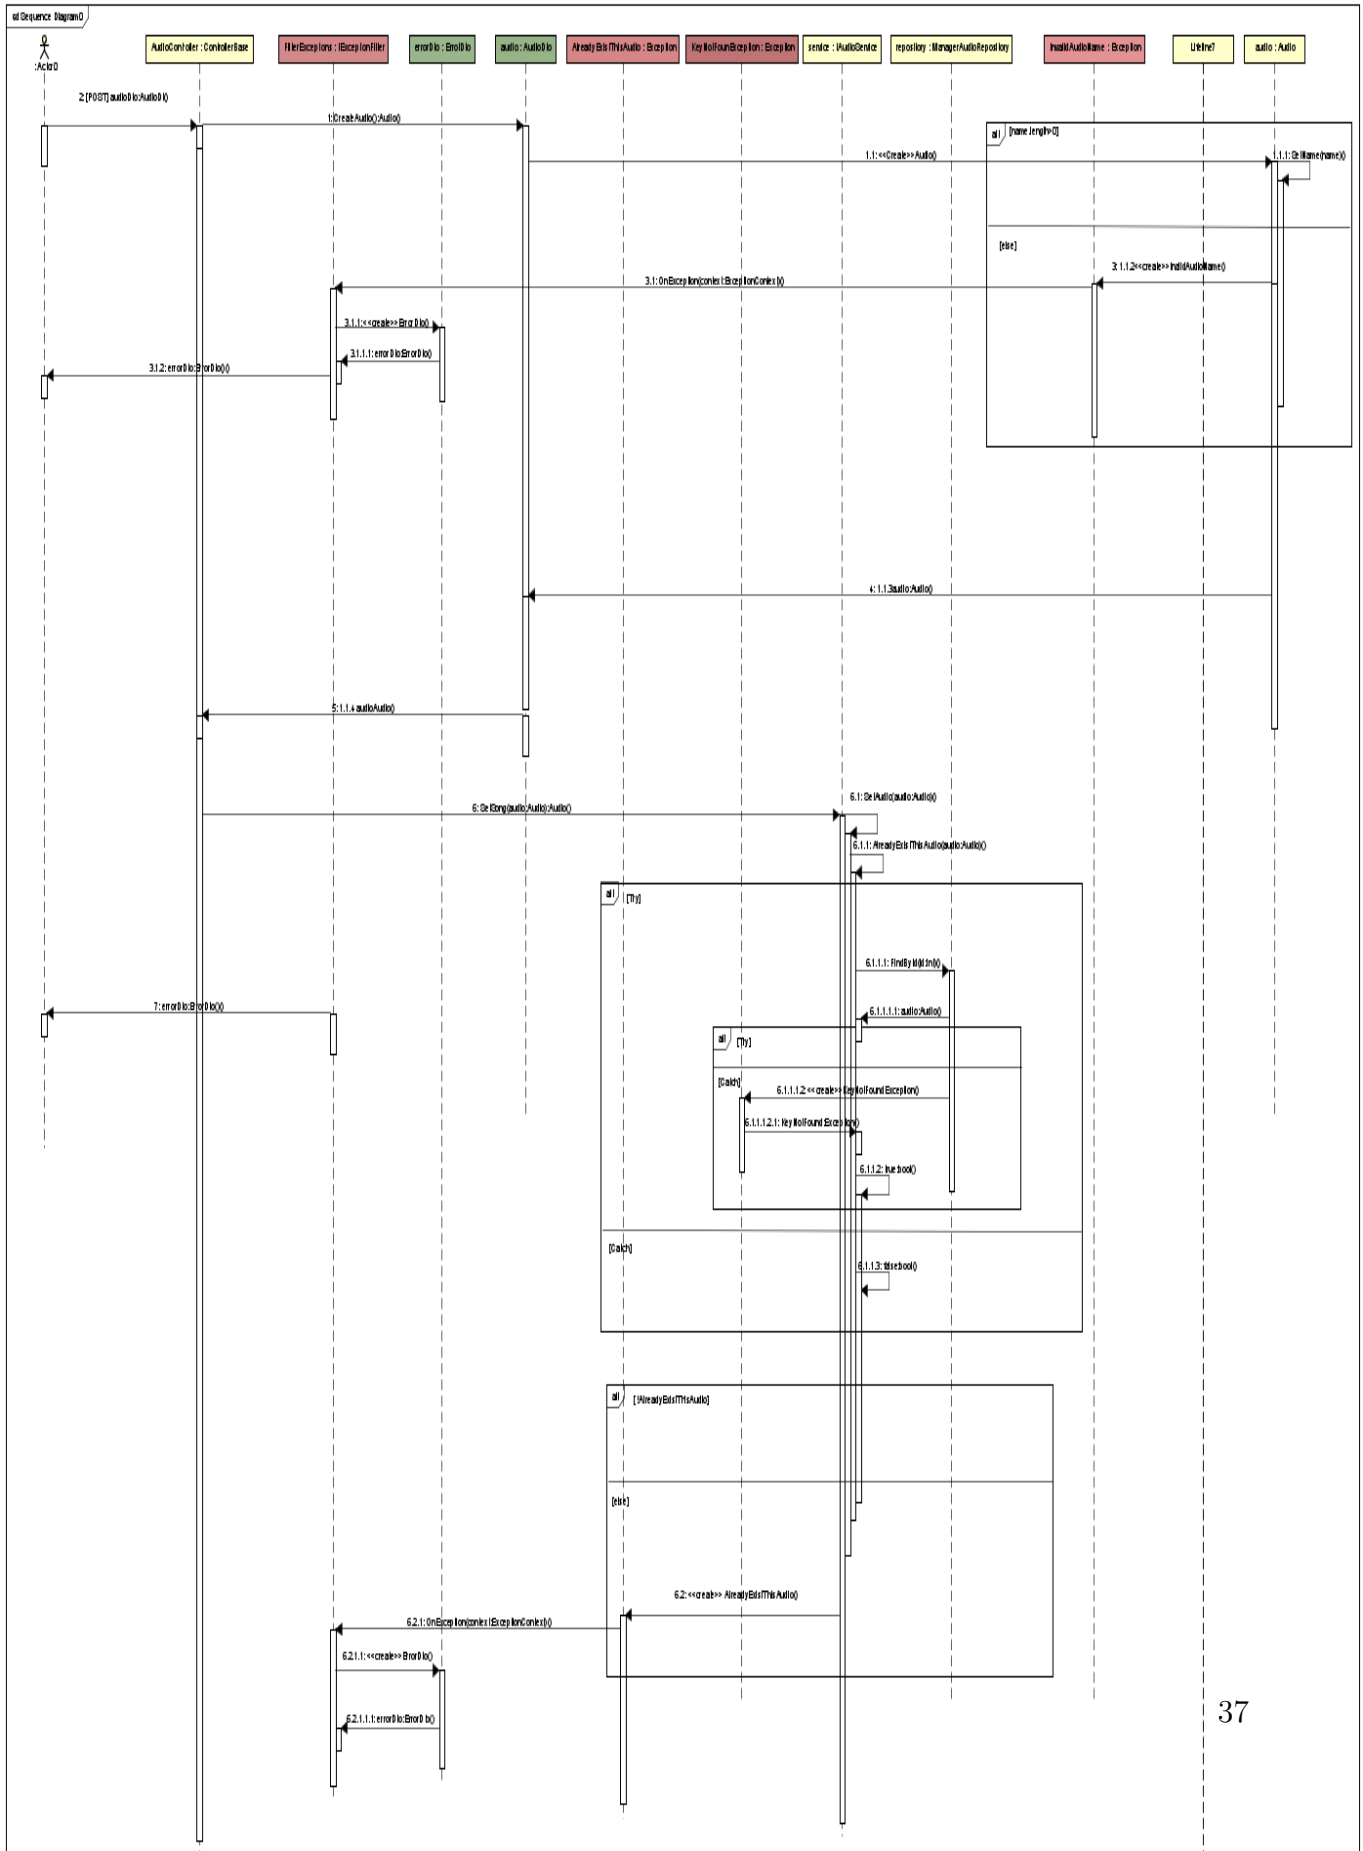 sd Sequence Diagram0
: Actor0
AudioController : ControllerBase
FilterExceptions : IExceptionFilter
errorDto : ErrorDto
audio : AudioDto
AlreadyExistThisAudio : Exception
KeyNotFounException : Exception
service : IAudioService
repository : ManagerAudioRepository
InvalidAudioName : Exception
Lifeline7
audio : Audio
2: [POST] audioDto:AudioDt()
1: CreateAudio():Audio()
alt [name.length>0]
1.1: <<Create>> Audio()
1.1.1: SetName(name)()
[else]
3: 1.1.2<<create>> InvalidAudioName()
3.1: OnException(context:ExceptionContext)()
3.1.1: <<create>> ErrorDto()
3.1.1.1: errorDto:ErrorDto()
3.1.2: errorDto:ErrorDto()()
4: 1.1.3audio:Audio()
5: 1.1.4 audio:Audio()
6: SetSong(audio:Audio):Audio()
6.1: SetAudio(audio:Audio)()
6.1.1: AlreadyExistThisAudio(audio:Audio)()
alt [Try]
6.1.1.1: FindById(id:int)()
7: errorDto:ErrorDto()()
6.1.1.1.1: audio:Audio()
alt [Try]
[Catch]
6.1.1.1.2: <<create>> KeyNotFoundException()
6.1.1.1.2.1: KeyNotFound:Exception()
6.1.1.2: true:bool()
[Catch]
6.1.1.3: false:bool()
alt [!AlreadyExistTHisAudio]
[else]
6.2: <<create>> AlreadyExistThisAudio()
6.2.1: OnException(context:ExceptionContext)()
6.2.1.1: <<create>> ErrorDto()
6.2.1.1.1: errorDto:ErrorDto()
37